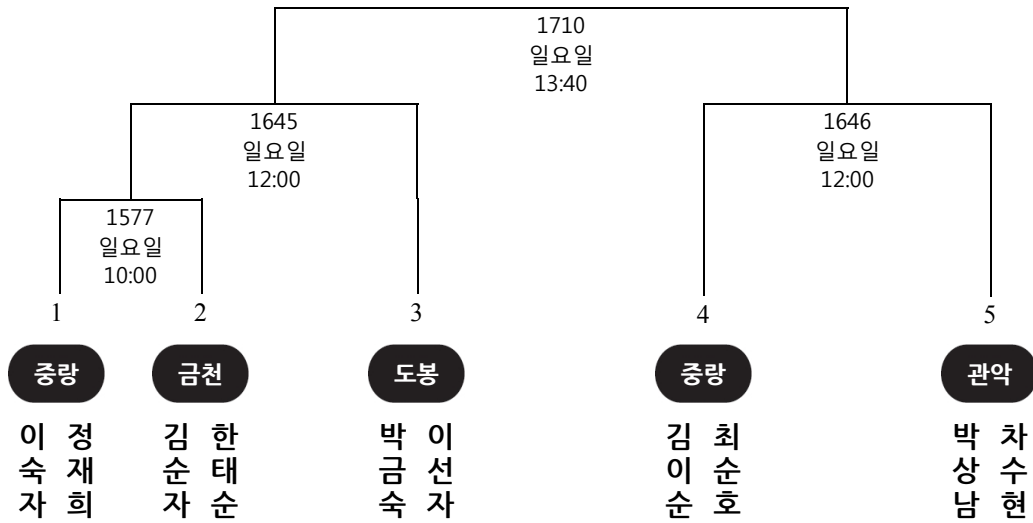 1710
일요일
13:40
1645
일요일
12:00
1646
일요일
12:00
1577
일요일
10:00
1 2 3 4 5
중랑 금천 도봉 중랑 관악
이 정 김 한 박 이 김 최 박 차
숙 재 순 태 금 선 이 순 상 수
자 희 자 순 숙 자 순 호 남 현